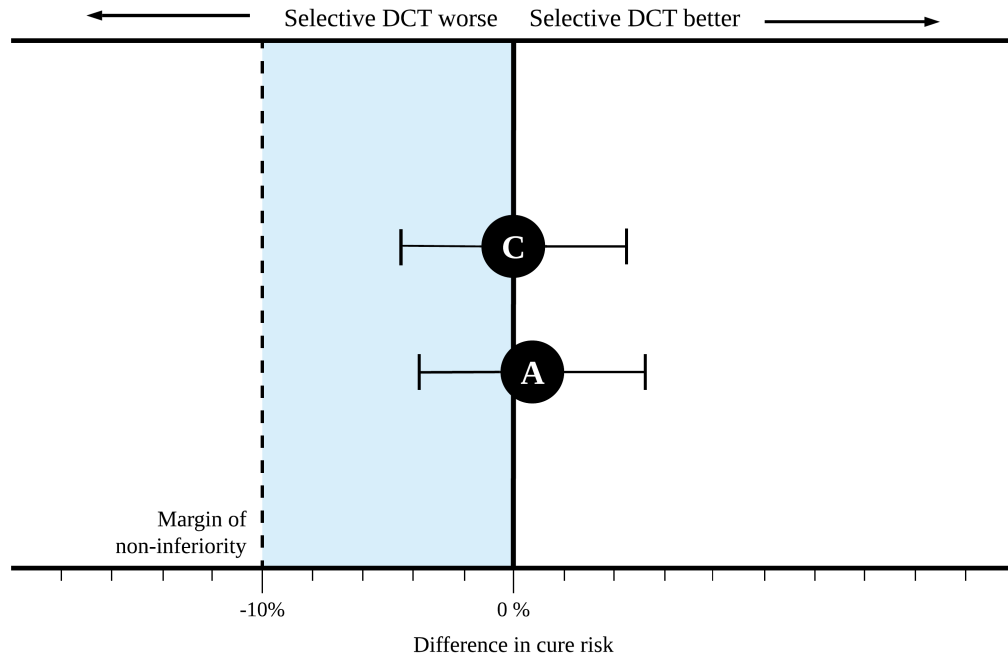 Selective DCT worse
Selective DCT better
C
A
Margin of
non-inferiority
-10%
0 %
Difference in cure risk